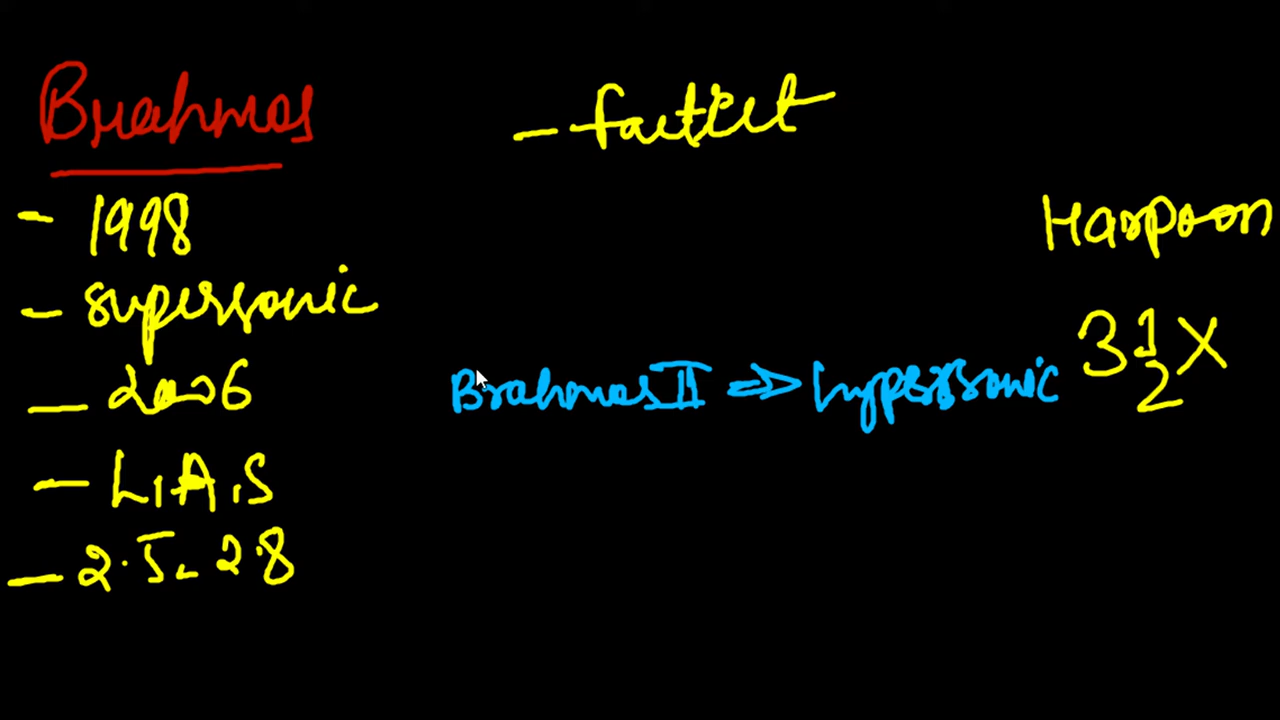 Brahmos
- 1998
- supersonic
- 2006
- L,A,S
- 2.5-2.8
- fastest
Harpoon
3 1/2 X
Brahmos II ⇒ hypersonic